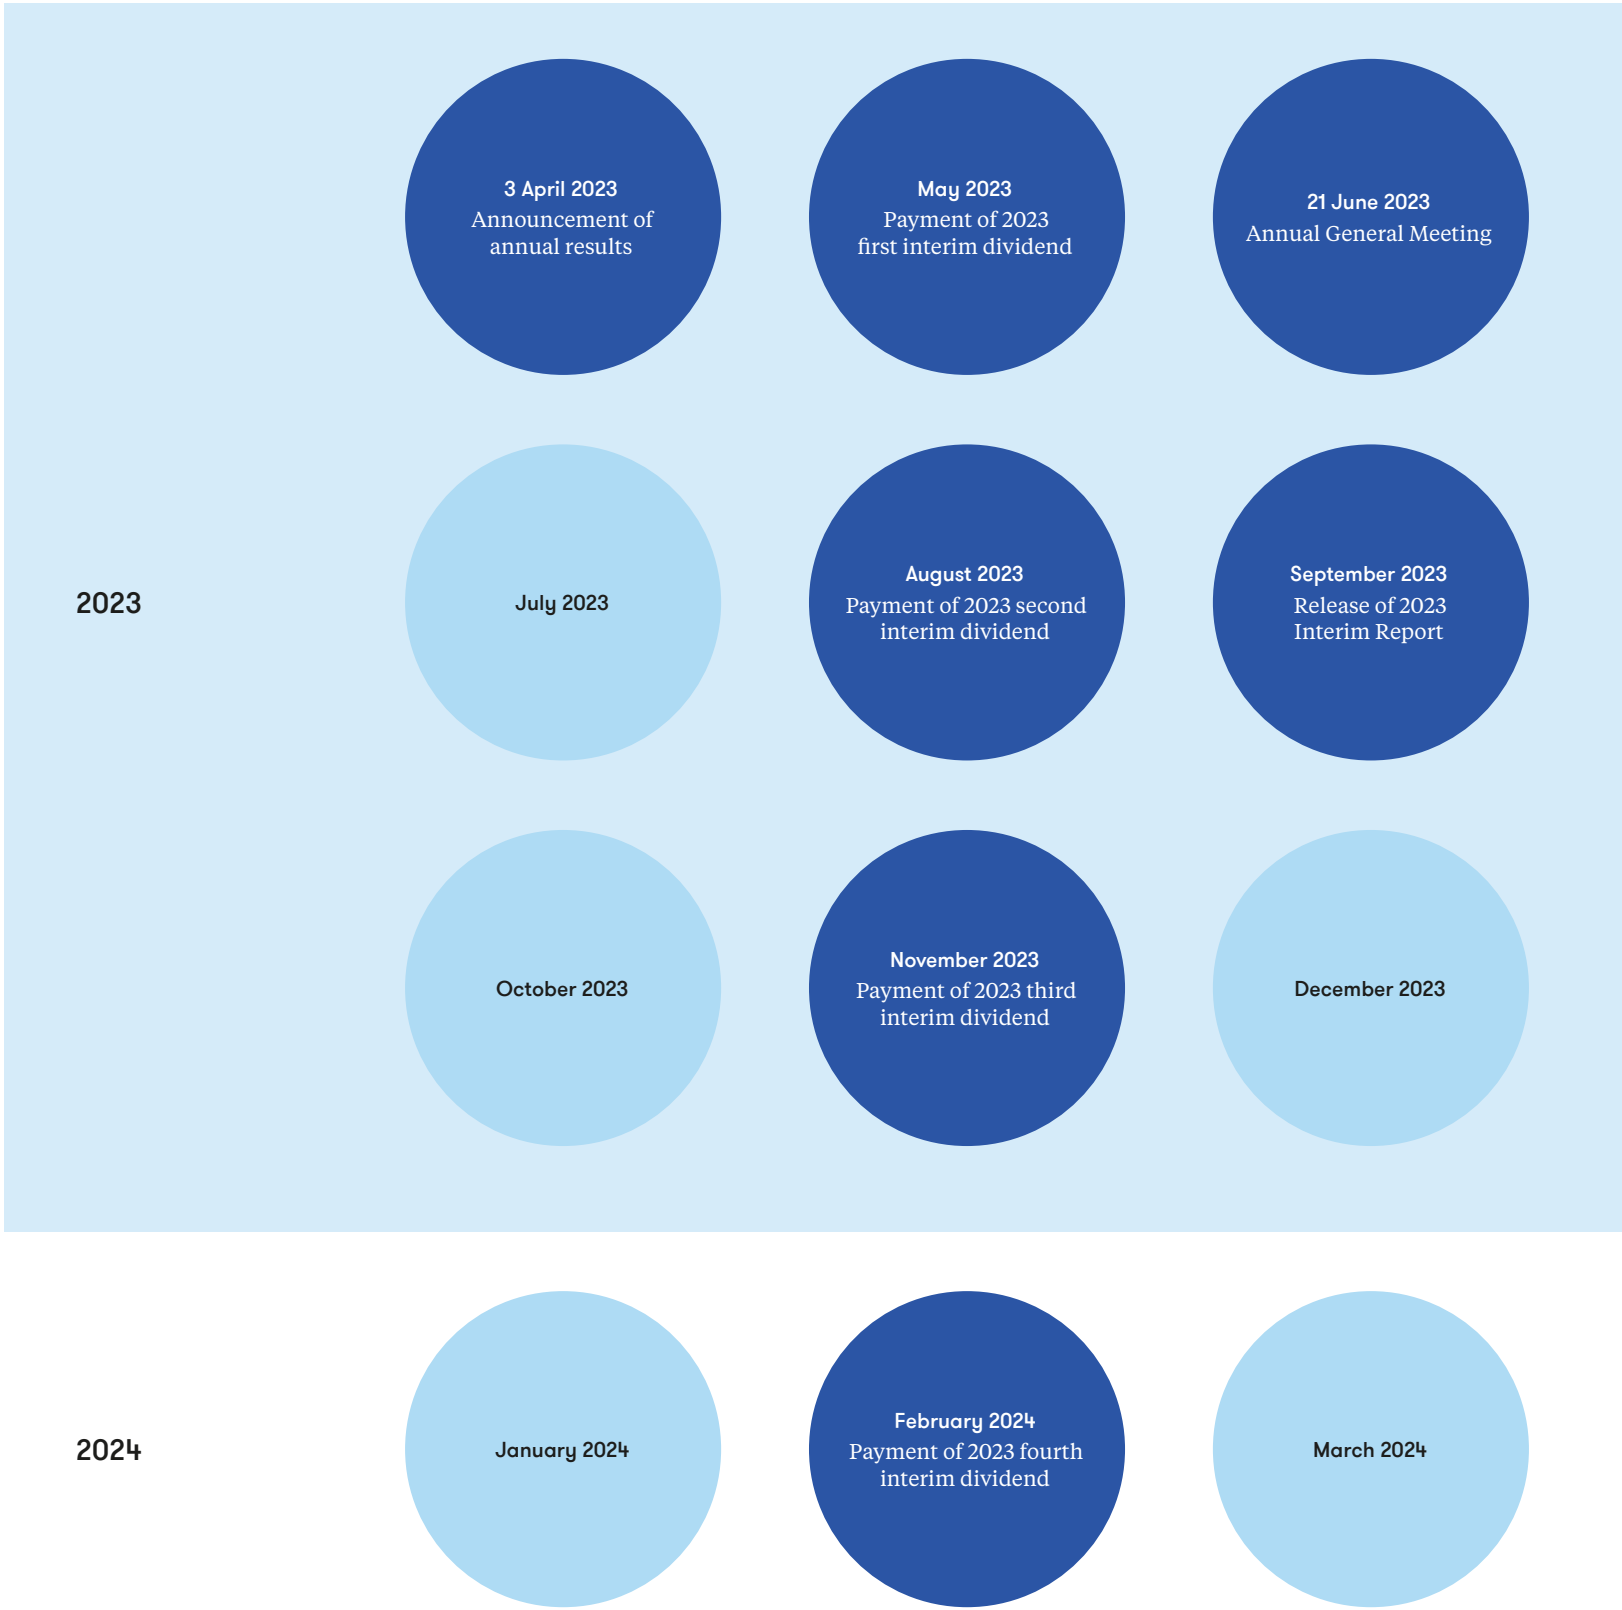 3 April 2023
Announcement of
annual results
May 2023
Payment of 2023
first interim dividend
21 June 2023
Annual General Meeting
2023
July 2023
August 2023
Payment of 2023 second
interim dividend
September 2023
Release of 2023
Interim Report
October 2023
November 2023
Payment of 2023 third
interim dividend
December 2023
2024
January 2024
February 2024
Payment of 2023 fourth
interim dividend
March 2024